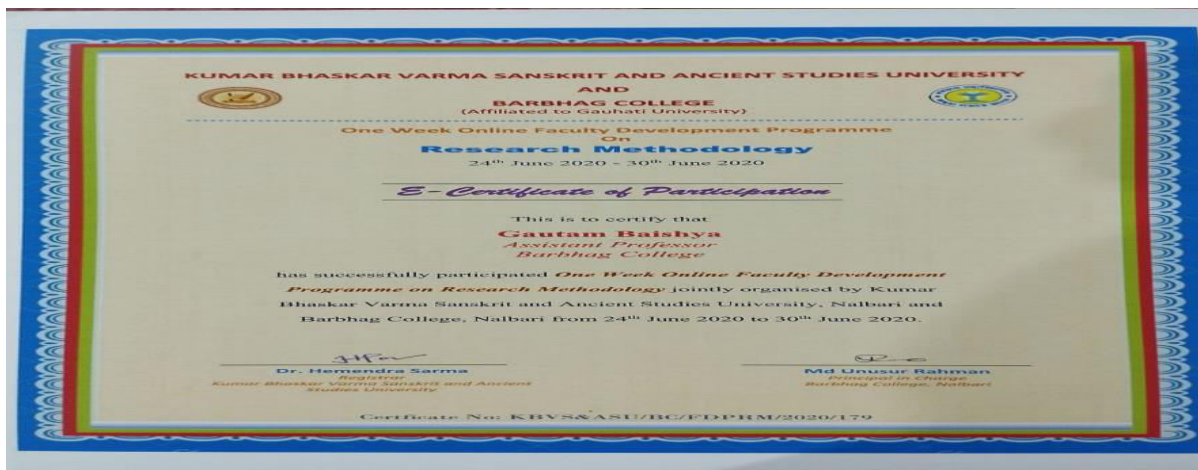 KUMAR BHASKAR VARMA SANSKRIT AND ANCIENT STUDIES UNIVERSITY
AND
BARBHAG COLLEGE
(Affiliated to Gauhati University)
One Week Online Faculty Development Programme
On
Research Methodology
24th June 2020 - 30th June 2020
E-Certificate of Participation
This is to certify that
Gautam Baishya
Assistant Professor
Barbhag College
has successfully participated One Week Online Faculty Development
Programme on Research Methodology jointly organised by Kumar
Bhaskar Varma Sanskrit and Ancient Studies University, Nalbari and
Barbhag College, Nalbari from 24th June 2020 to 30th June 2020.
Dr. Hemendra Sarma
Registrar
Kumar Bhaskar Varma Sanskrit and Ancient
Studies University
Md Unusur Rahman
Principal in Charge
Barbhag College, Nalbari
Certficate No: KBVS&ASU/BC/FDPRM/2020/179